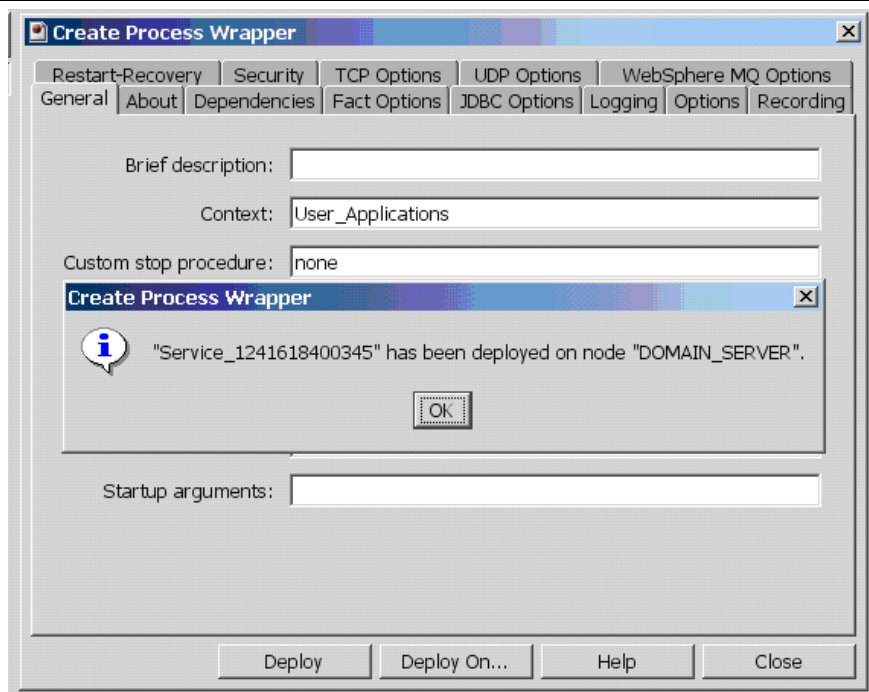 Create Process Wrapper
Restart-Recovery Security TCP Options UDP Options WebSphere MQ Options
General About Dependencies Fact Options JDBC Options Logging Options Recording
Brief description:
Context: User_Applications
Custom stop procedure: none
Create Process Wrapper
"Service_1241618400345" has been deployed on node "DOMAIN_SERVER".
OK
Startup arguments:
Deploy Deploy On... Help Close